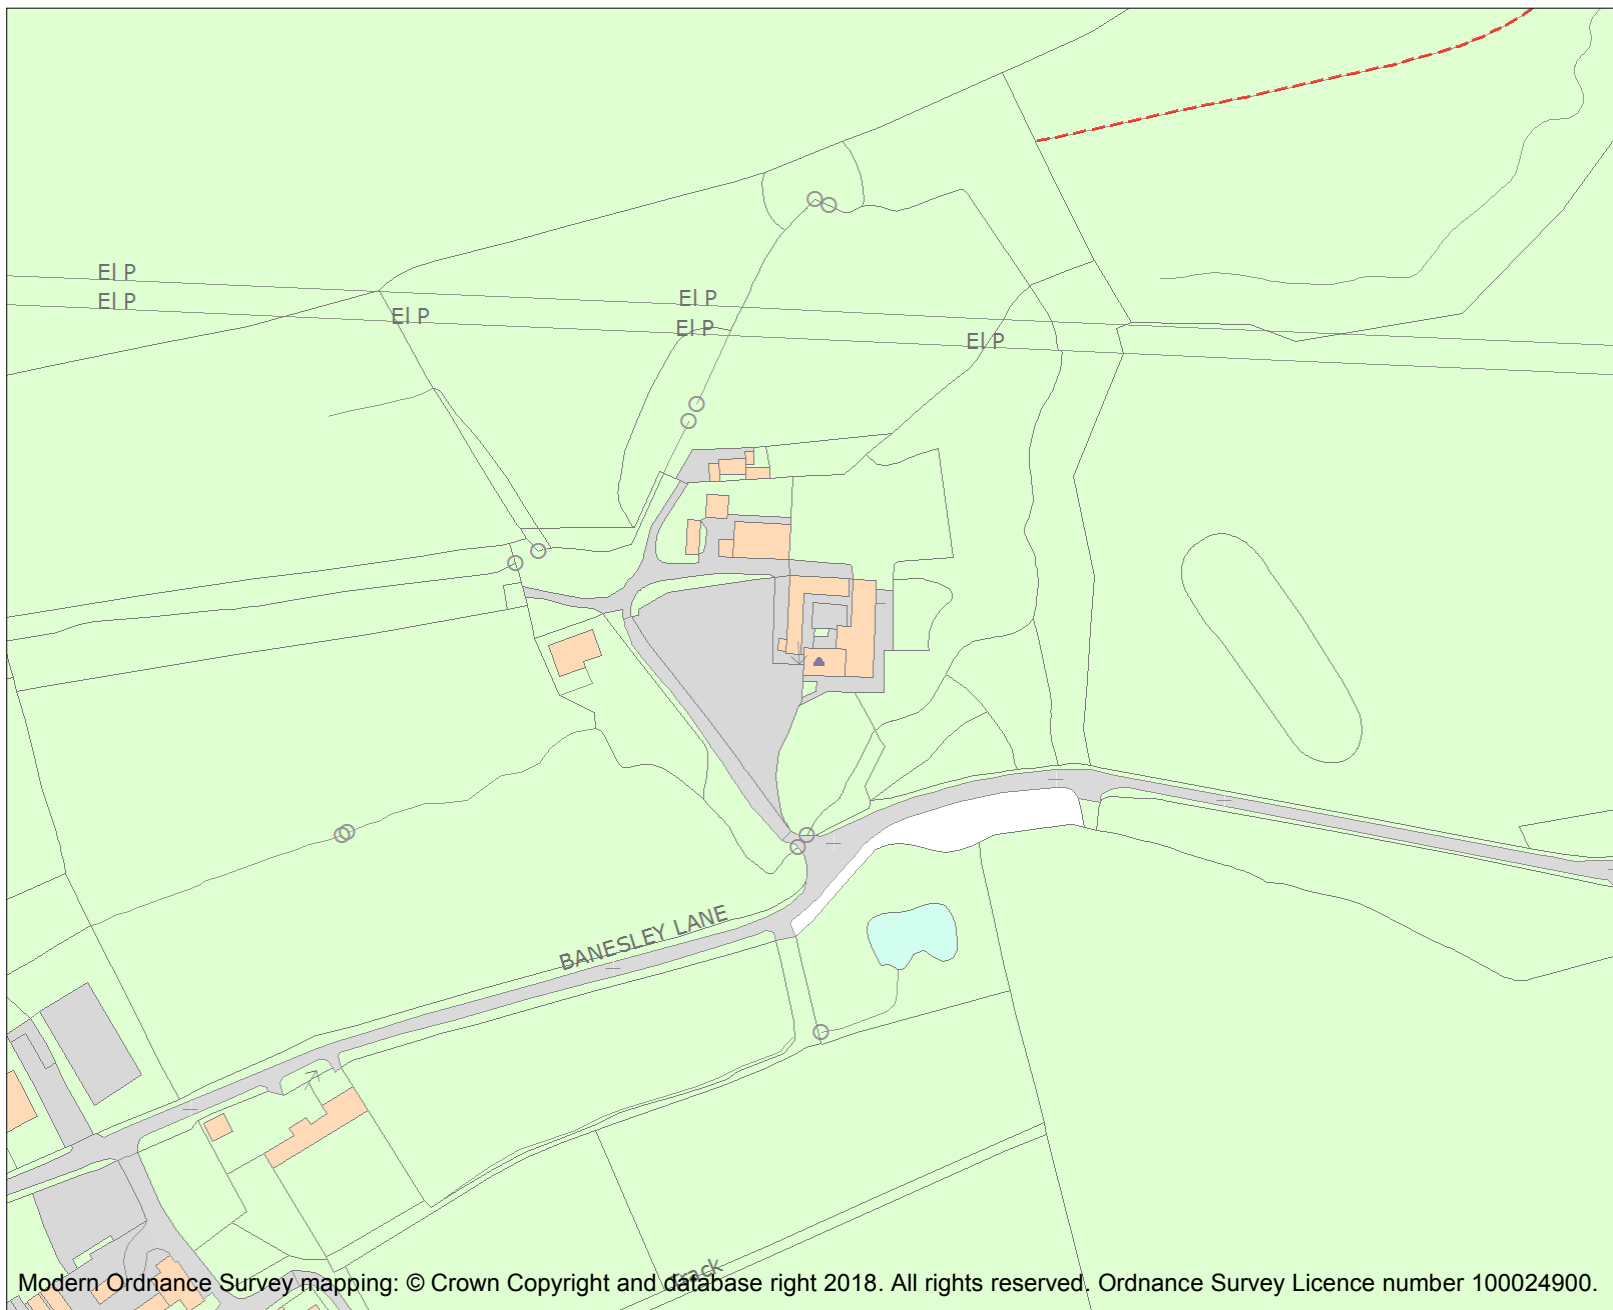 El P
El P
El P
El P
El P
El P
BANESLEY LANE
Track
Modern Ordnance Survey mapping: © Crown Copyright and database right 2018. All rights reserved. Ordnance Survey Licence number 100024900.